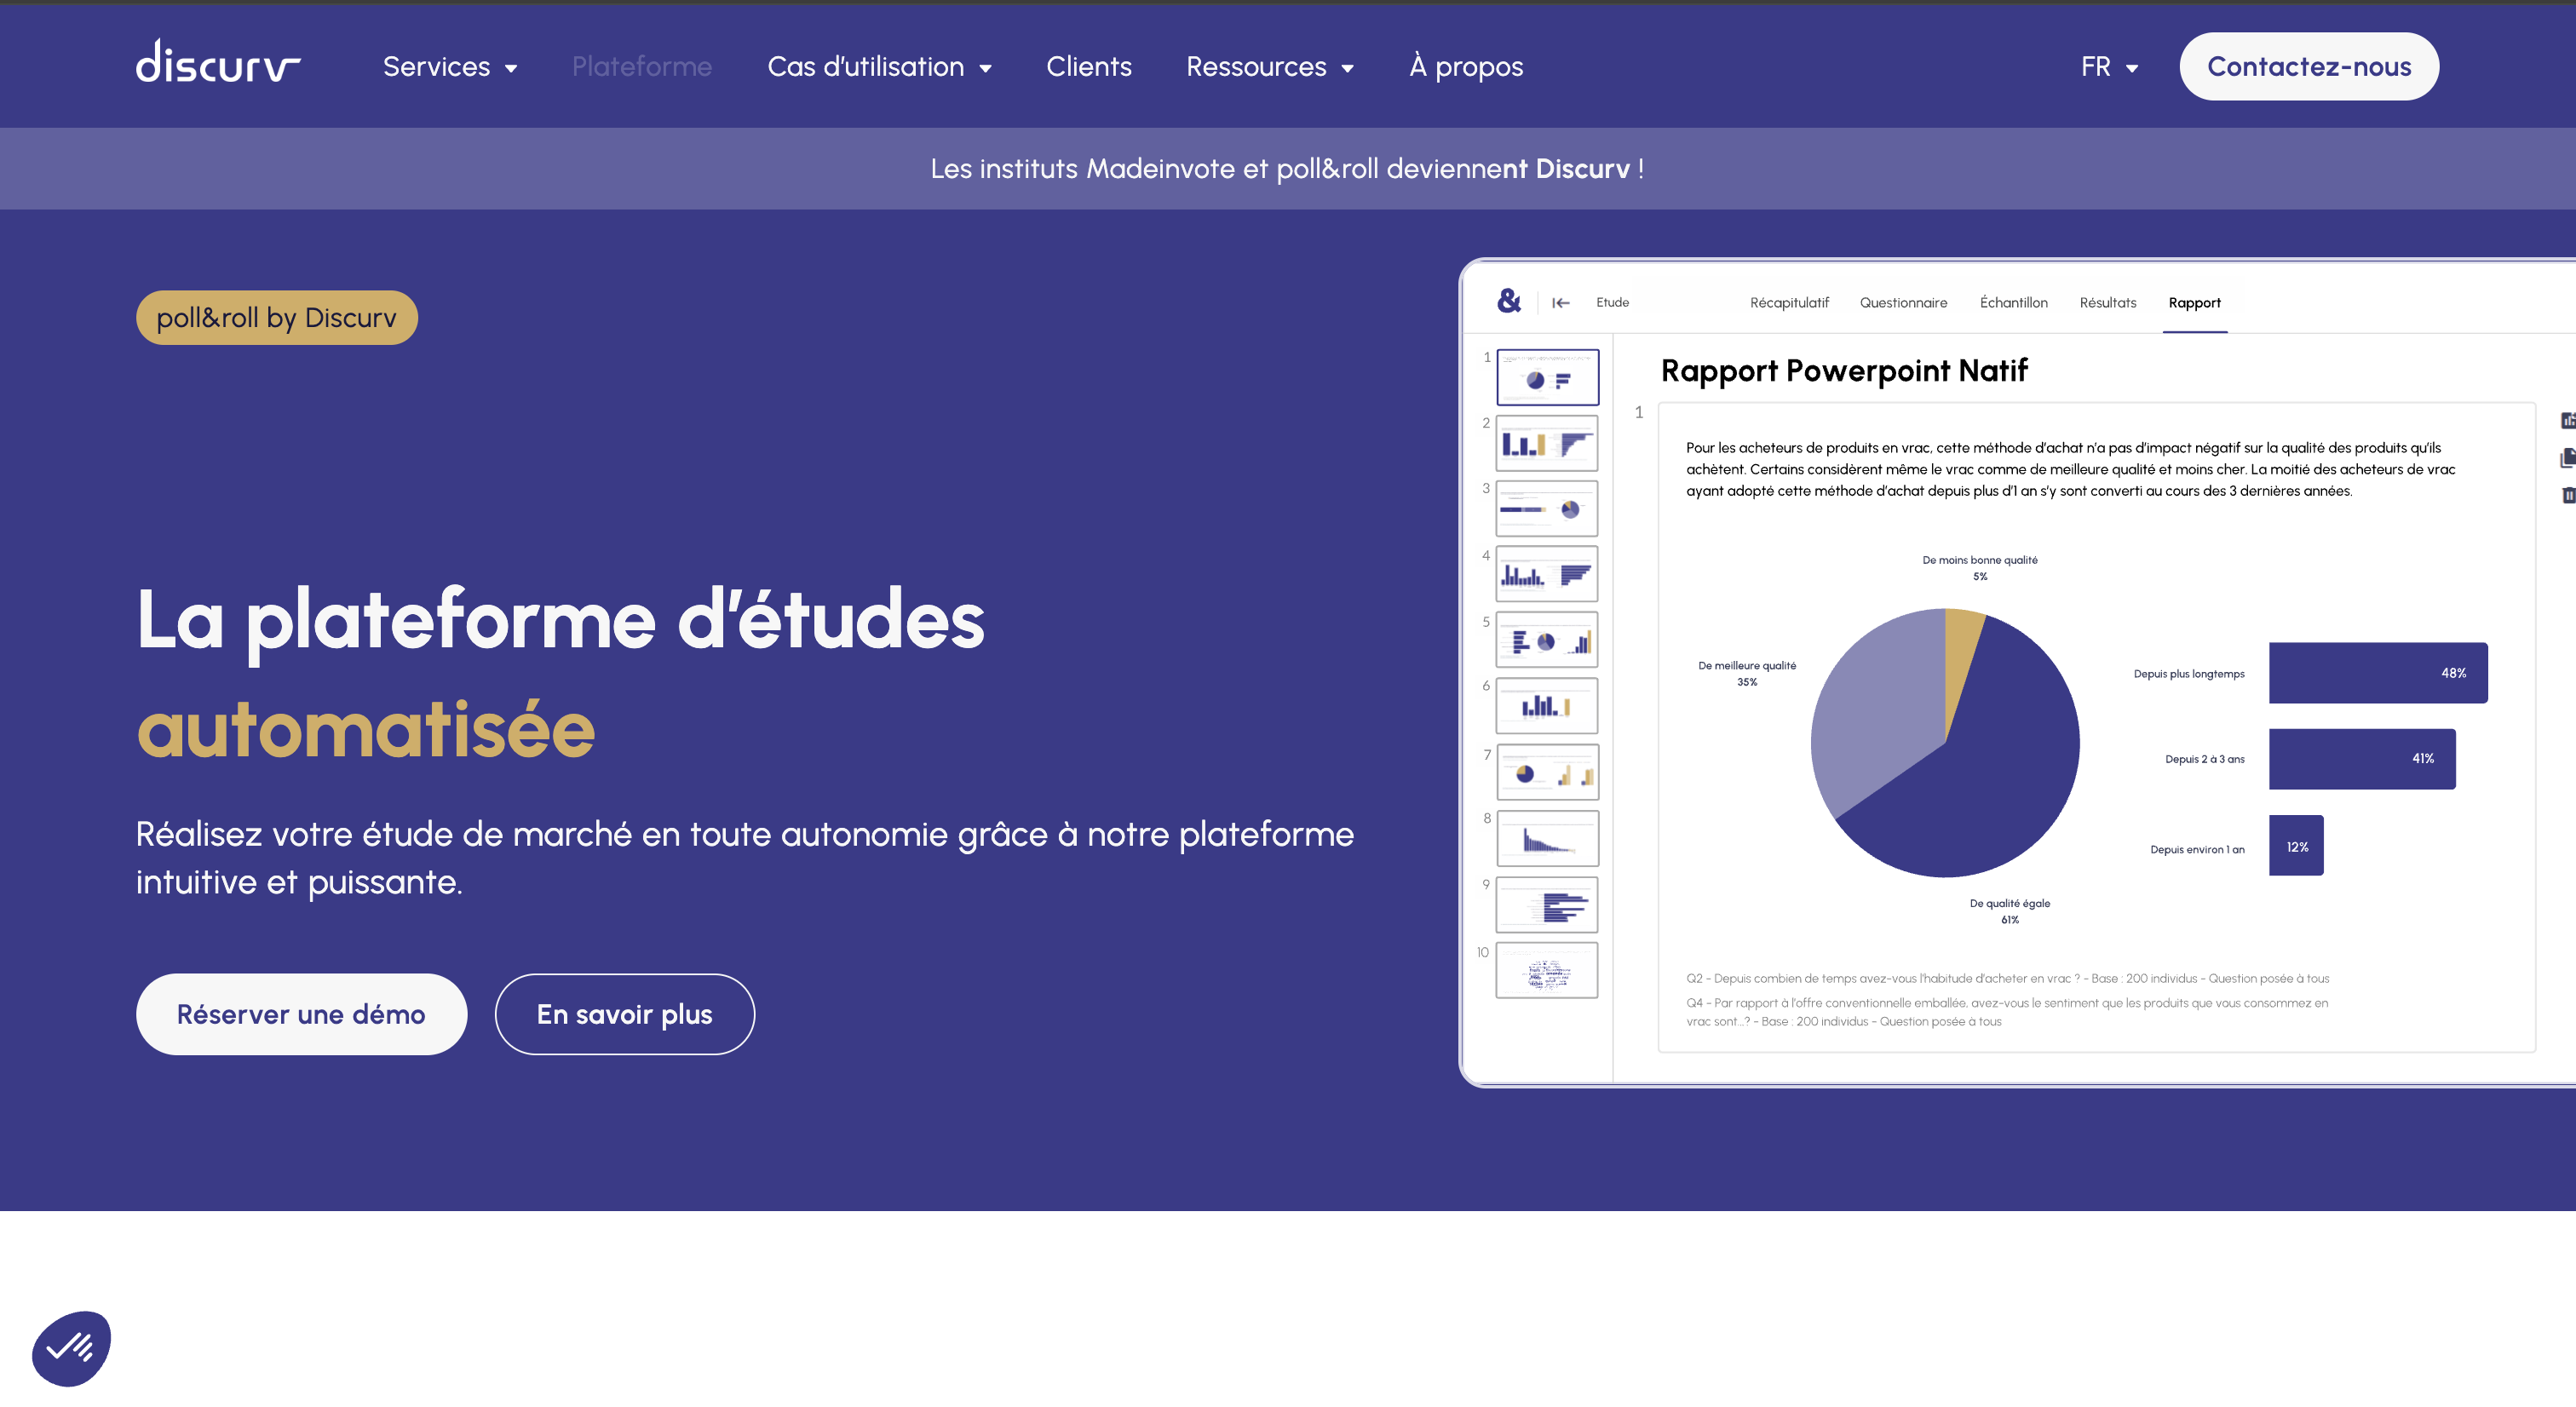 discurv
Services
Plateforme
Cas d'utilisation
Clients
Ressources
À propos
FR
Contactez-nous
Les instituts Madeinvote et poll&roll deviennent Discurv !
poll&roll by Discurv
La plateforme d'études
automatisée
Réalisez votre étude de marché en toute autonomie grâce à notre plateforme
intuitive et puissante.
Réserver une démo
En savoir plus
&
Etude
Récapitulatif
Questionnaire
Échantillon
Résultats
Rapport
1
2
3
4
5
6
7
8
9
10
Rapport Powerpoint Natif
1
Pour les acheteurs de produits en vrac, cette méthode d'achat n'a pas d'impact négatif sur la qualité des produits qu'ils
achètent. Certains considèrent même le vrac comme de meilleure qualité et moins cher. La moitié des acheteurs de vrac
ayant adopté cette méthode d'achat depuis plus d'1 an s'y sont converti au cours des 3 dernières années.
De moins bonne qualité
5%
De meilleure qualité
35%
De qualité égale
61%
Depuis plus longtemps
48%
Depuis 2 à 3 ans
41%
Depuis environ 1 an
12%
Q2 - Depuis combien de temps avez-vous l'habitude d'acheter en vrac ? - Base : 200 individus - Question posée à tous
Q4 - Par rapport à l'offre conventionnelle emballée, avez-vous le sentiment que les produits que vous consommez en
vrac sont...? - Base : 200 individus - Question posée à tous